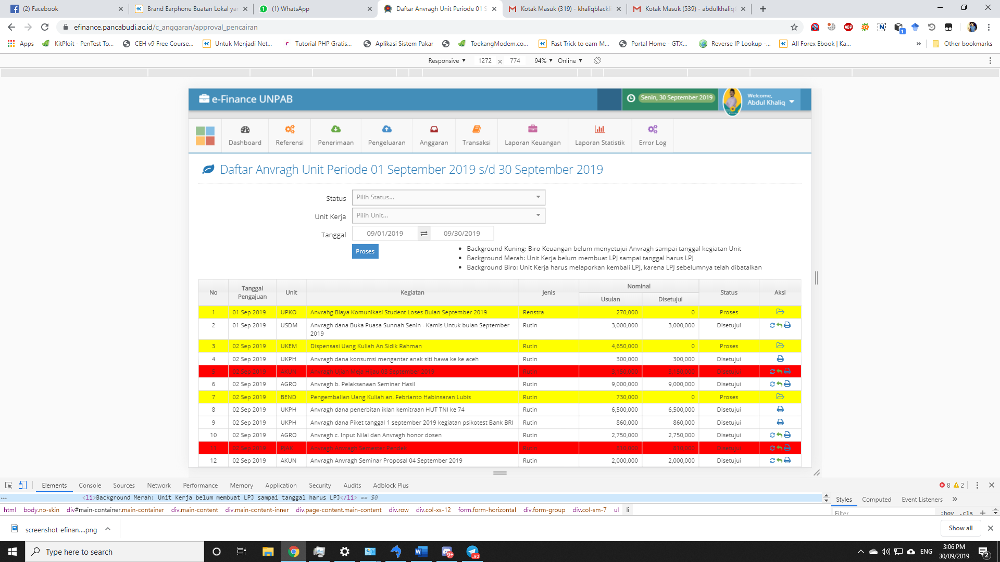 (2) Facebook
Brand Earphone Buatan Lokal yan
(1) WhatsApp
Daftar Anvragh Unit Periode 01 S
Kotak Masuk (319) - khaliqblackli
Kotak Masuk (539) - abdulkhaliq
efinance.pancabudi.ac.id/c_anggaran/approval_pencairan
Apps
KitPloit - PenTest To...
CEH v9 Free Course...
Untuk Menjadi Net...
Tutorial PHP Gratis...
Aplikasi Sistem Pakar
ToekangModem.co...
Fast Trick to earn M...
Portal Home - GTX...
Reverse IP Lookup -...
All Forex Ebook | Ka...
»
Other bookmarks
Responsive ▼ 1272 x 774 94% ▼ Online ▼
e-Finance UNPAB
Senin, 30 September 2019
Welcome,
Abdul Khaliq
Dashboard
Referensi
Penerimaan
Pengeluaran
Anggaran
Transaksi
Laporan Keuangan
Laporan Statistik
Error Log
Daftar Anvragh Unit Periode 01 September 2019 s/d 30 September 2019
Status Pilih Status...
Unit Kerja Pilih Unit...
Tanggal 09/01/2019 09/30/2019
Proses
• Background Kuning: Biro Keuangan belum menyetujui Anvragh sampai tanggal kegiatan Unit
• Background Merah: Unit Kerja belum membuat LPJ sampai tanggal harus LPJ
• Background Biro: Unit Kerja harus melaporkan kembali LPJ, karena LPJ sebelumnya telah dibatalkan
No Tanggal Pengajuan Unit Kegiatan Jenis Nominal Status Aksi
Usulan Disetujui
1 01 Sep 2019 UPKO Anvrahg Biaya Komunikasi Student Loses Bulan September 2019 Renstra 270,000 0 Proses
2 01 Sep 2019 USDM Anvragh dana Buka Puasa Sunnah Senin - Kamis Untuk bulan September 2019 Rutin 3,000,000 3,000,000 Disetujui
3 02 Sep 2019 UKEM Dispensasi Uang Kuliah An.Sidik Rahman Rutin 4,650,000 0 Proses
4 02 Sep 2019 UKPH Anvragh dana konsumsi mengantar anak siti hawa ke ke aceh Rutin 300,000 300,000 Disetujui
5 02 Sep 2019 AKUN Anvragh Ujian Meja Hijau 03 September 2019 Rutin 3,150,000 3,150,000 Disetujui
6 02 Sep 2019 AGRO Anvragh b. Pelaksanaan Seminar Hasil Rutin 9,000,000 9,000,000 Disetujui
7 02 Sep 2019 BEND Pengembalian Uang Kuliah an. Febrianto Habinsaran Lubis Rutin 730,000 0 Proses
8 02 Sep 2019 UKPH Anvragh dana penerbitan iklan kemitraan HUT TNI ke 74 Rutin 6,500,000 6,500,000 Disetujui
9 02 Sep 2019 UKPH Anvragh dana Piket tanggal 1 september 2019 kegiatan psikotest Bank BRI Rutin 860,000 860,000 Disetujui
10 02 Sep 2019 AGRO Anvragh c. Input Nilai dan Anvragh honor dosen Rutin 2,750,000 2,750,000 Disetujui
11 02 Sep 2019 PJAK Anvragh Anvragh Semester Pendek Rutin 810,000 810,000 Disetujui
12 02 Sep 2019 AKUN Anvragh Anvragh Seminar Proposal 04 September 2019 Rutin 2,000,000 2,000,000 Disetujui
Elements Console Sources Network Performance Memory Application Security Audits Adblock Plus
8 2
... <li>Background Merah: Unit Kerja belum membuat LPJ sampai tanggal harus LPJ</li> == $0
Styles Computed Event Listeners »
html body.no-skin div#main-container.main-container div.main-content div.main-content-inner div.page-content.main-content div.row div.col-xs-12 form.form-horizontal div.form-group div.col-sm-7 ul li
Filter :hov .cls +
screenshot-efinan....png
Show all
Type here to search
ENG
3:06 PM
30/09/2019